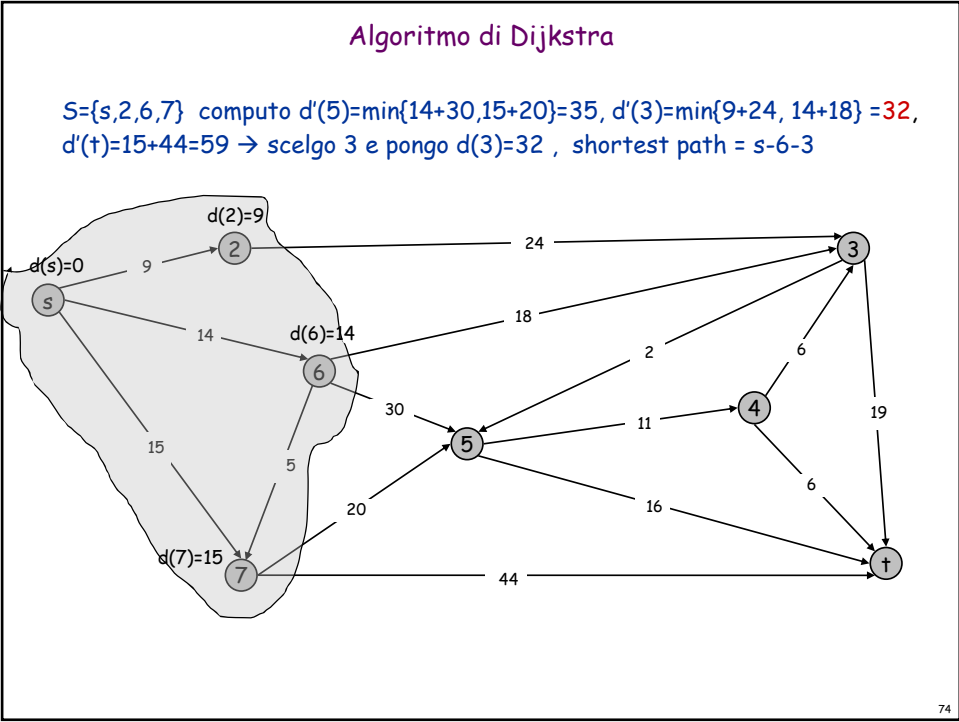 Algoritmo di Dijkstra
S={s,2,6,7} computo d'(5)=min{14+30,15+20}=35, d'(3)=min{9+24, 14+18} =32,
d'(t)=15+44=59 → scelgo 3 e pongo d(3)=32 , shortest path = s-6-3
d(2)=9
2
24
3
d(s)=0
9
s
18
14
d(6)=14
2
6
6
30
4
19
11
15
5
5
6
20
16
d(7)=15
7
t
44
74